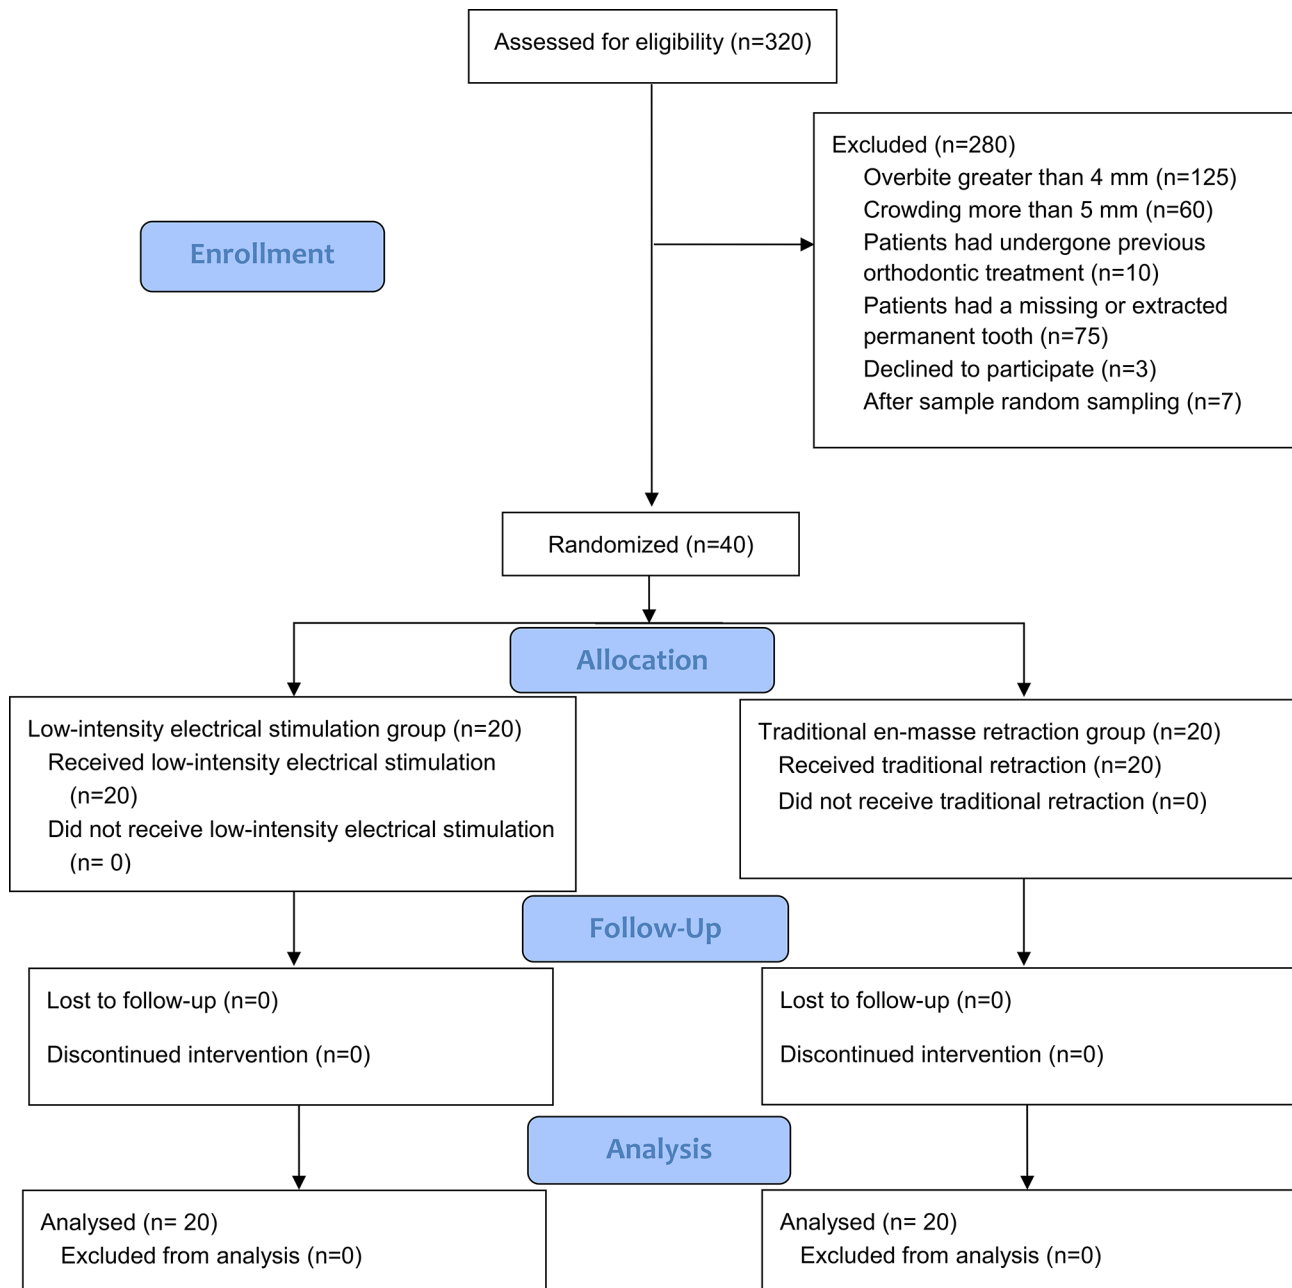 Assessed for eligibility (n=320)
Excluded (n=280)
Overbite greater than 4 mm (n=125)
Crowding more than 5 mm (n=60)
Patients had undergone previous
orthodontic treatment (n=10)
Patients had a missing or extracted
permanent tooth (n=75)
Declined to participate (n=3)
After sample random sampling (n=7)
Enrollment
Randomized (n=40)
Allocation
Low-intensity electrical stimulation group (n=20)
Received low-intensity electrical stimulation
(n=20)
Did not receive low-intensity electrical stimulation
(n= 0)
Traditional en-masse retraction group (n=20)
Received traditional retraction (n=20)
Did not receive traditional retraction (n=0)
Follow-Up
Lost to follow-up (n=0)
Discontinued intervention (n=0)
Lost to follow-up (n=0)
Discontinued intervention (n=0)
Analysis
Analysed (n= 20)
Excluded from analysis (n=0)
Analysed (n= 20)
Excluded from analysis (n=0)